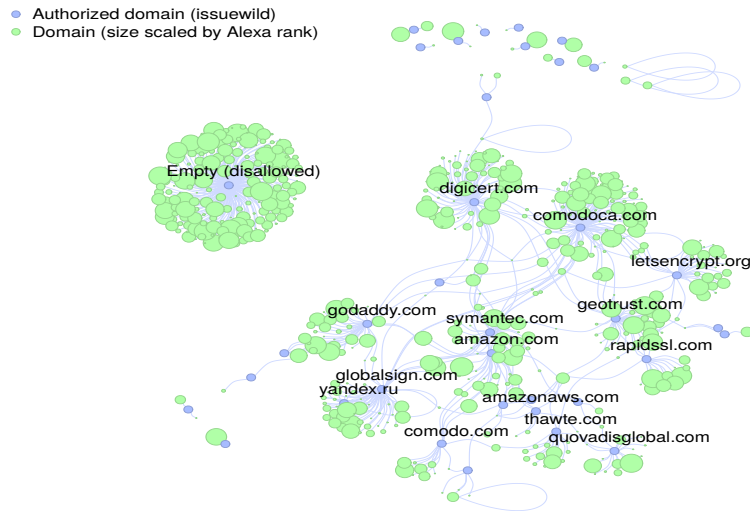 Authorized domain (issuewild)
Domain (size scaled by Alexa rank)
Empty (disallowed)
digicert.com
comodoca.com
letsencrypt.org
geotrust.com
godaddy.com
symantec.com
amazon.com
rapidssl.com
globalsign.com
yandex.ru
amazonaws.com
thawte.com
comodo.com
quovadisglobal.com